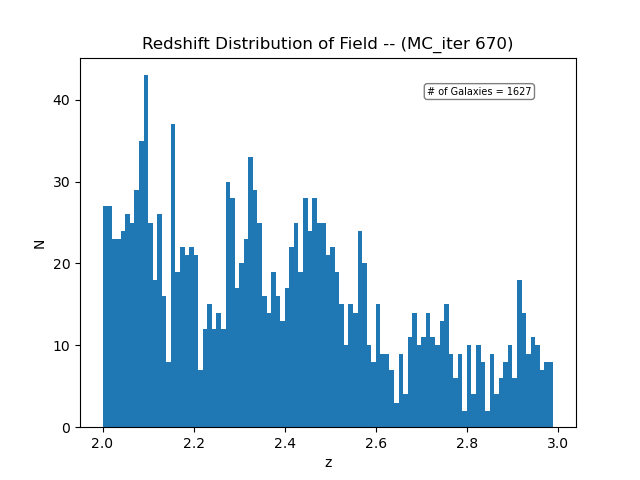 Redshift Distribution of Field -- (MC_iter 670)
# of Galaxies = 1627
40
30
20
10
0
N
2.0 2.2 2.4 2.6 2.8 3.0
z